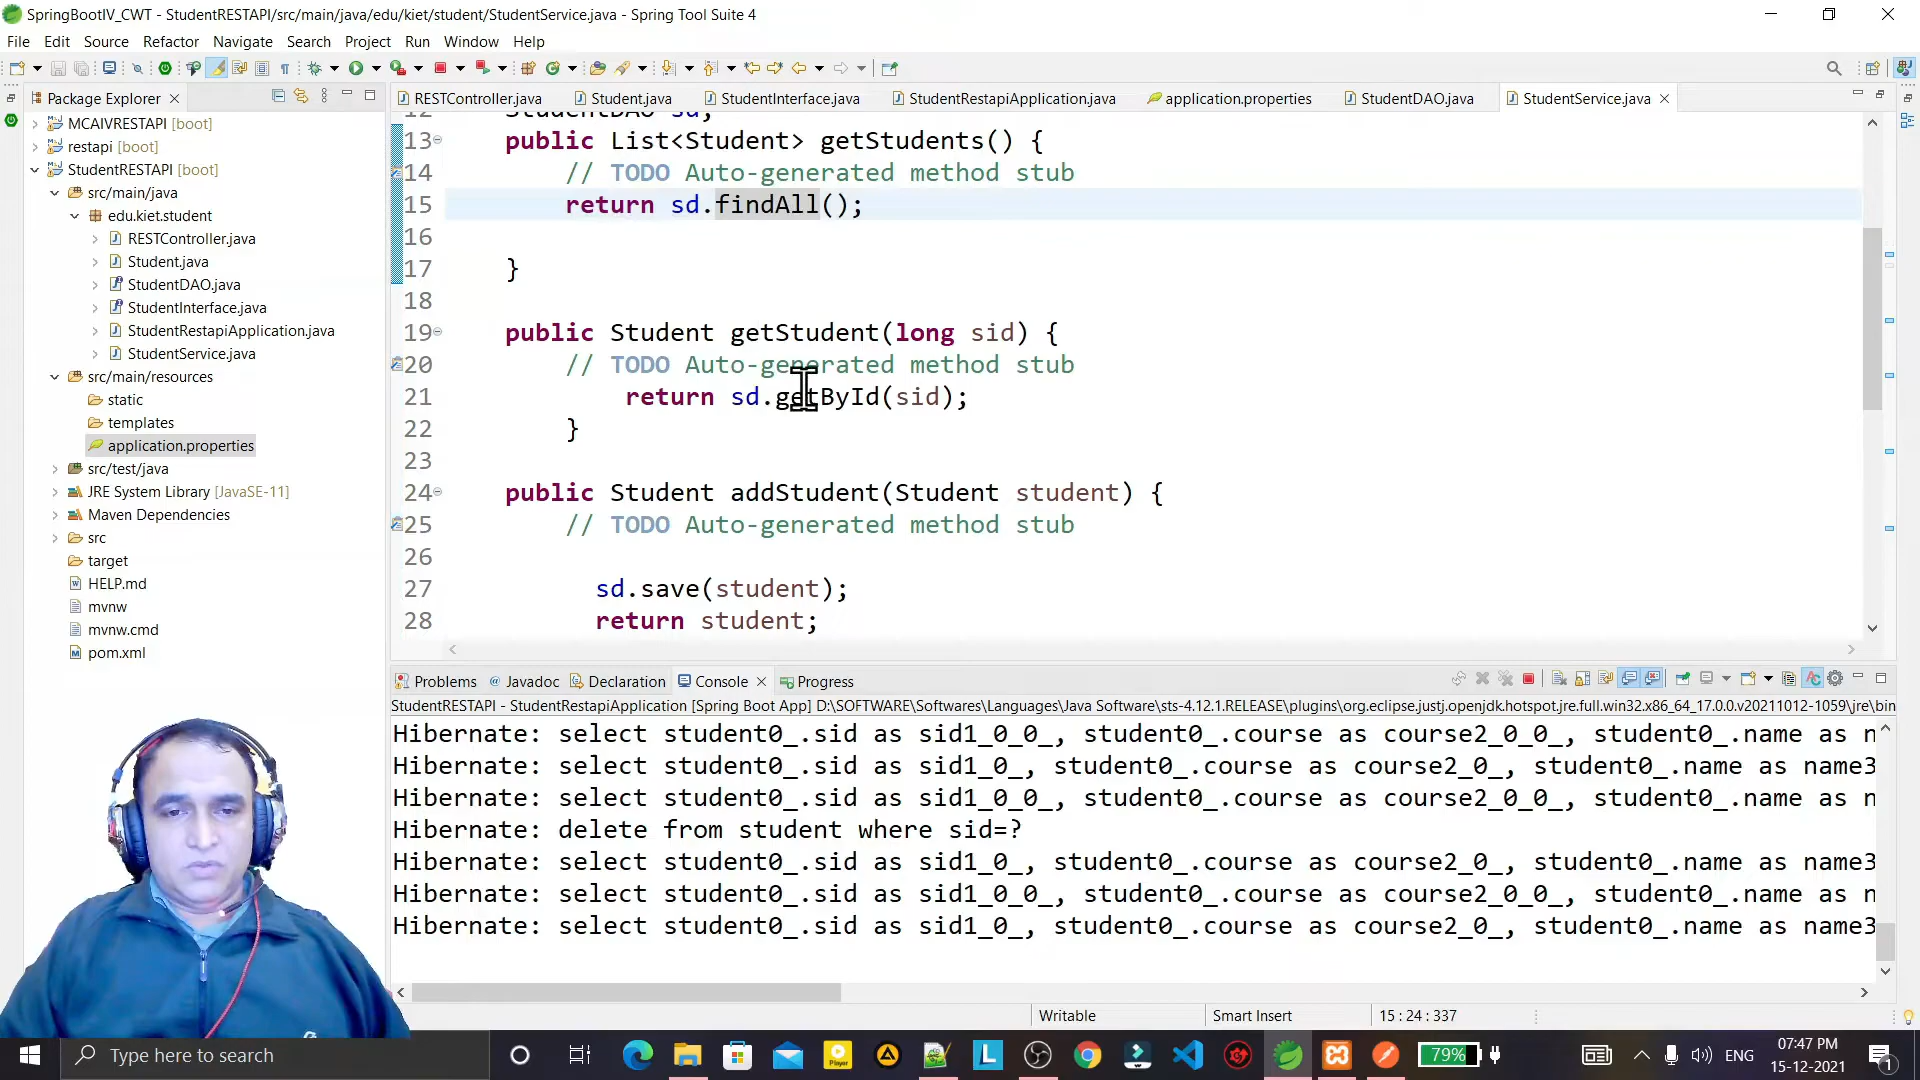 SpringBootIV_CWT - StudentRESTAPI/src/main/java/edu/kiet/student/StudentService.java - Spring Tool Suite 4
File Edit Source Refactor Navigate Search Project Run Window Help
Package Explorer
RESTController.java Student.java StudentInterface.java StudentRestapiApplication.java application.properties StudentDAO.java StudentService.java
MCAIVRESTAPI [boot]
restapi [boot]
StudentRESTAPI [boot]
src/main/java
edu.kiet.student
RESTController.java
Student.java
StudentDAO.java
StudentInterface.java
StudentRestapiApplication.java
StudentService.java
src/main/resources
static
templates
application.properties
src/test/java
JRE System Library [JavaSE-11]
Maven Dependencies
src
target
HELP.md
mvnw
mvnw.cmd
pom.xml
12 StudentDAO sd;
13 public List<Student> getStudents() {
14 // TODO Auto-generated method stub
15 return sd.findAll();
16
17 }
18
19 public Student getStudent(long sid) {
20 // TODO Auto-generated method stub
21 return sd.getById(sid);
22 }
23
24 public Student addStudent(Student student) {
25 // TODO Auto-generated method stub
26
27 sd.save(student);
28 return student;
Problems @ Javadoc Declaration Console Progress
StudentRESTAPI - StudentRestapiApplication [Spring Boot App] D:\SOFTWARE\Softwares\Languages\Java Software\sts-4.12.1.RELEASE\plugins\org.eclipse.justj.openjdk.hotspot.jre.full.win32.x86_64_17.0.0.v20211012-1059\jre\bin
Hibernate: select student0_.sid as sid1_0_0_, student0_.course as course2_0_0_, student0_.name as n
Hibernate: select student0_.sid as sid1_0_, student0_.course as course2_0_, student0_.name as name3
Hibernate: select student0_.sid as sid1_0_0_, student0_.course as course2_0_0_, student0_.name as n
Hibernate: delete from student where sid=?
Hibernate: select student0_.sid as sid1_0_, student0_.course as course2_0_, student0_.name as name3
Hibernate: select student0_.sid as sid1_0_0_, student0_.course as course2_0_0_, student0_.name as n
Hibernate: select student0_.sid as sid1_0_, student0_.course as course2_0_, student0_.name as name3
Writable Smart Insert 15 : 24 : 337
Type here to search
79%
ENG
07:47 PM
15-12-2021
1